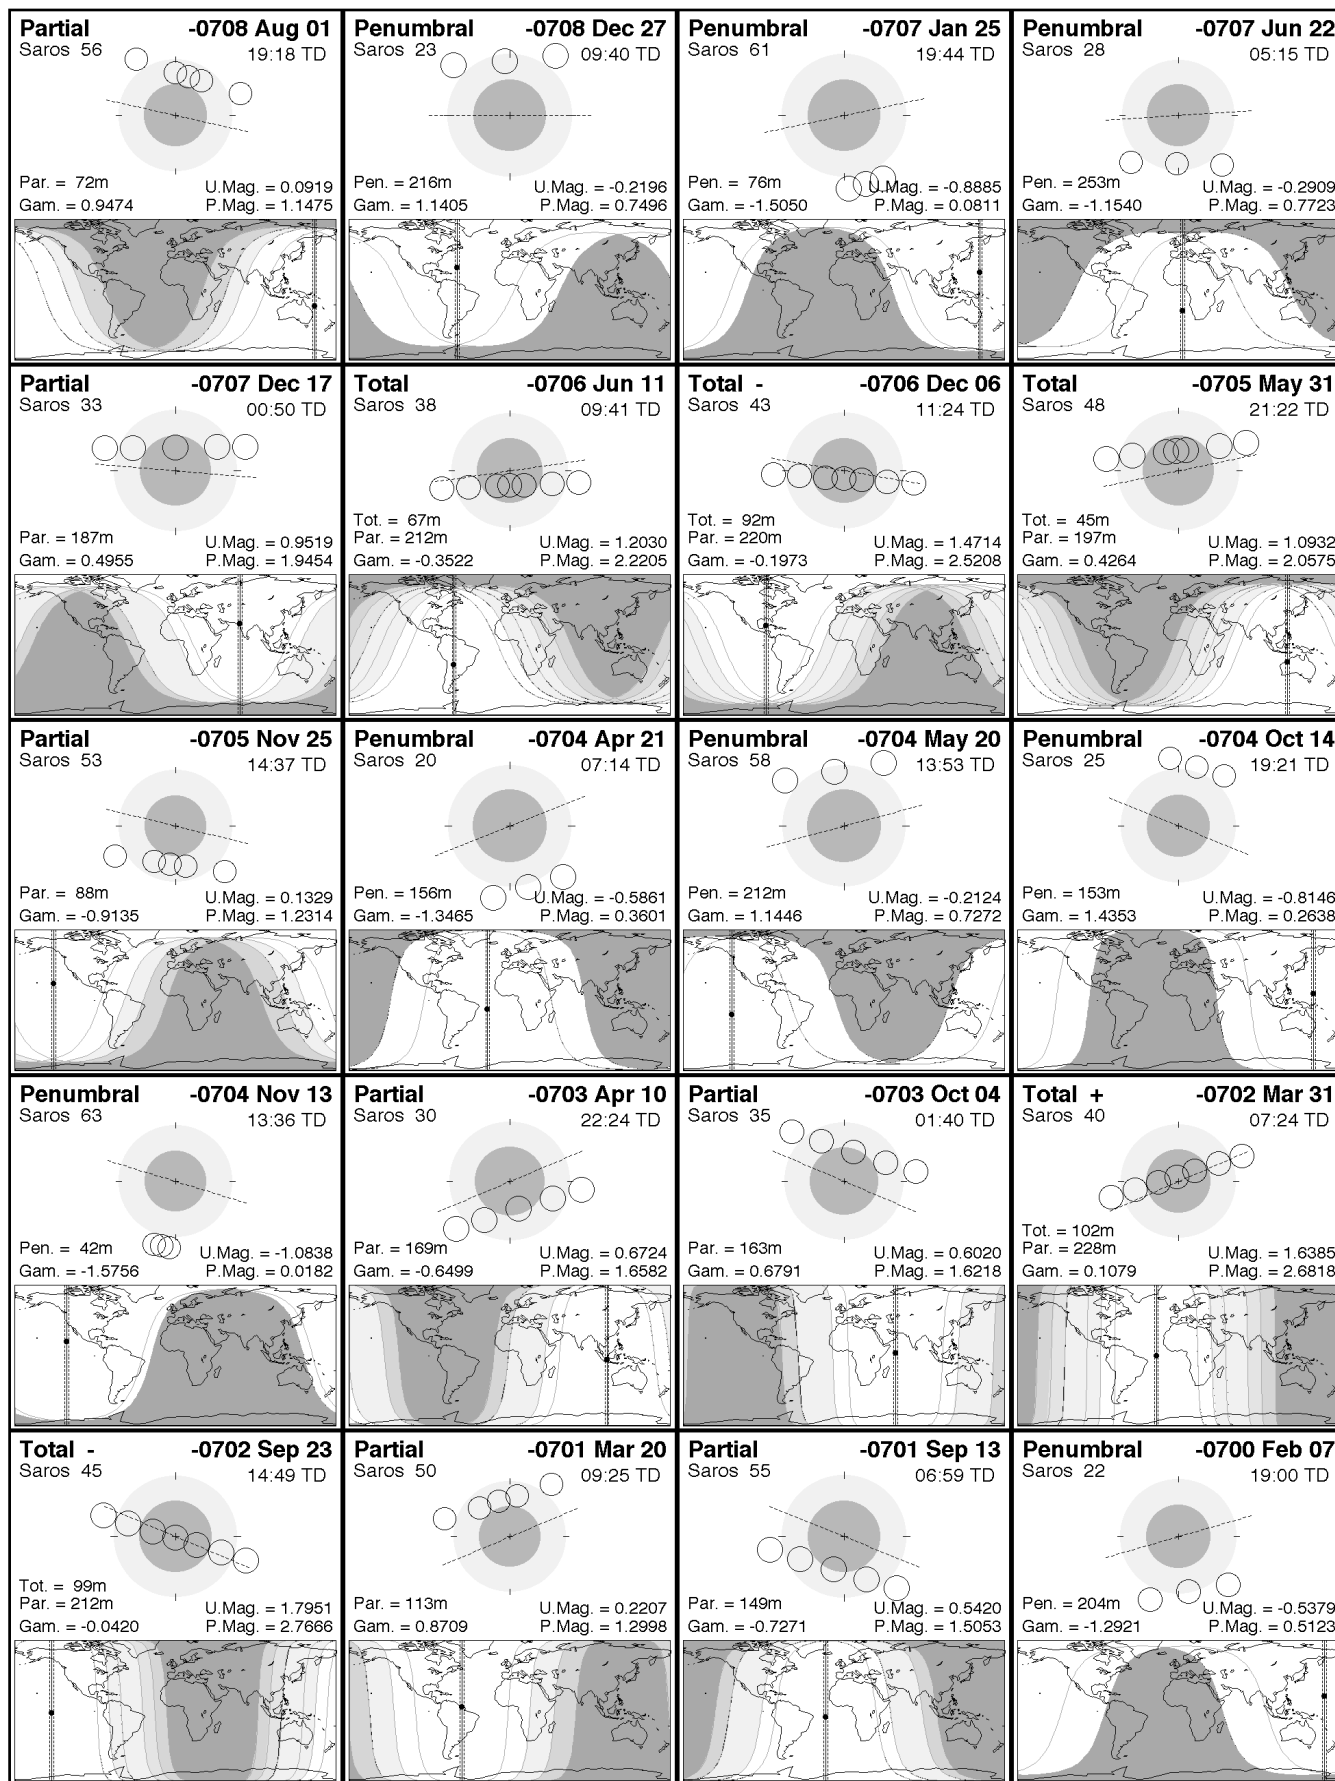 Partial -0708 Aug 01
Saros 56 19:18 TD
Par. = 72m U.Mag. = 0.0919
Gam. = 0.9474 P.Mag. = 1.1475
Penumbral -0708 Dec 27
Saros 23 09:40 TD
Pen. = 216m U.Mag. = -0.2196
Gam. = 1.1405 P.Mag. = 0.7496
Penumbral -0707 Jan 25
Saros 61 19:44 TD
Pen. = 76m U.Mag. = -0.8885
Gam. = -1.5050 P.Mag. = 0.0811
Penumbral -0707 Jun 22
Saros 28 05:15 TD
Pen. = 253m U.Mag. = -0.2909
Gam. = -1.1540 P.Mag. = 0.7723
Partial -0707 Dec 17
Saros 33 00:50 TD
Par. = 187m U.Mag. = 0.9519
Gam. = 0.4955 P.Mag. = 1.9454
Total -0706 Jun 11
Saros 38 09:41 TD
Tot. = 67m
Par. = 212m U.Mag. = 1.2030
Gam. = -0.3522 P.Mag. = 2.2205
Total - -0706 Dec 06
Saros 43 11:24 TD
Tot. = 92m
Par. = 220m U.Mag. = 1.4714
Gam. = -0.1973 P.Mag. = 2.5208
Total -0705 May 31
Saros 48 21:22 TD
Tot. = 45m
Par. = 197m U.Mag. = 1.0932
Gam. = 0.4264 P.Mag. = 2.0575
Partial -0705 Nov 25
Saros 53 14:37 TD
Par. = 88m U.Mag. = 0.1329
Gam. = -0.9135 P.Mag. = 1.2314
Penumbral -0704 Apr 21
Saros 20 07:14 TD
Pen. = 156m U.Mag. = -0.5861
Gam. = -1.3465 P.Mag. = 0.3601
Penumbral -0704 May 20
Saros 58 13:53 TD
Pen. = 212m U.Mag. = -0.2124
Gam. = 1.1446 P.Mag. = 0.7272
Penumbral -0704 Oct 14
Saros 25 19:21 TD
Pen. = 153m U.Mag. = -0.8146
Gam. = 1.4353 P.Mag. = 0.2638
Penumbral -0704 Nov 13
Saros 63 13:36 TD
Pen. = 42m U.Mag. = -1.0838
Gam. = -1.5756 P.Mag. = 0.0182
Partial -0703 Apr 10
Saros 30 22:24 TD
Par. = 169m U.Mag. = 0.6724
Gam. = -0.6499 P.Mag. = 1.6582
Partial -0703 Oct 04
Saros 35 01:40 TD
Par. = 163m U.Mag. = 0.6020
Gam. = 0.6791 P.Mag. = 1.6218
Total + -0702 Mar 31
Saros 40 07:24 TD
Tot. = 102m
Par. = 228m U.Mag. = 1.6385
Gam. = 0.1079 P.Mag. = 2.6818
Total - -0702 Sep 23
Saros 45 14:49 TD
Tot. = 99m
Par. = 212m U.Mag. = 1.7951
Gam. = -0.0420 P.Mag. = 2.7666
Partial -0701 Mar 20
Saros 50 09:25 TD
Par. = 113m U.Mag. = 0.2207
Gam. = 0.8709 P.Mag. = 1.2998
Partial -0701 Sep 13
Saros 55 06:59 TD
Par. = 149m U.Mag. = 0.5420
Gam. = -0.7271 P.Mag. = 1.5053
Penumbral -0700 Feb 07
Saros 22 19:00 TD
Pen. = 204m U.Mag. = -0.5379
Gam. = -1.2921 P.Mag. = 0.5123